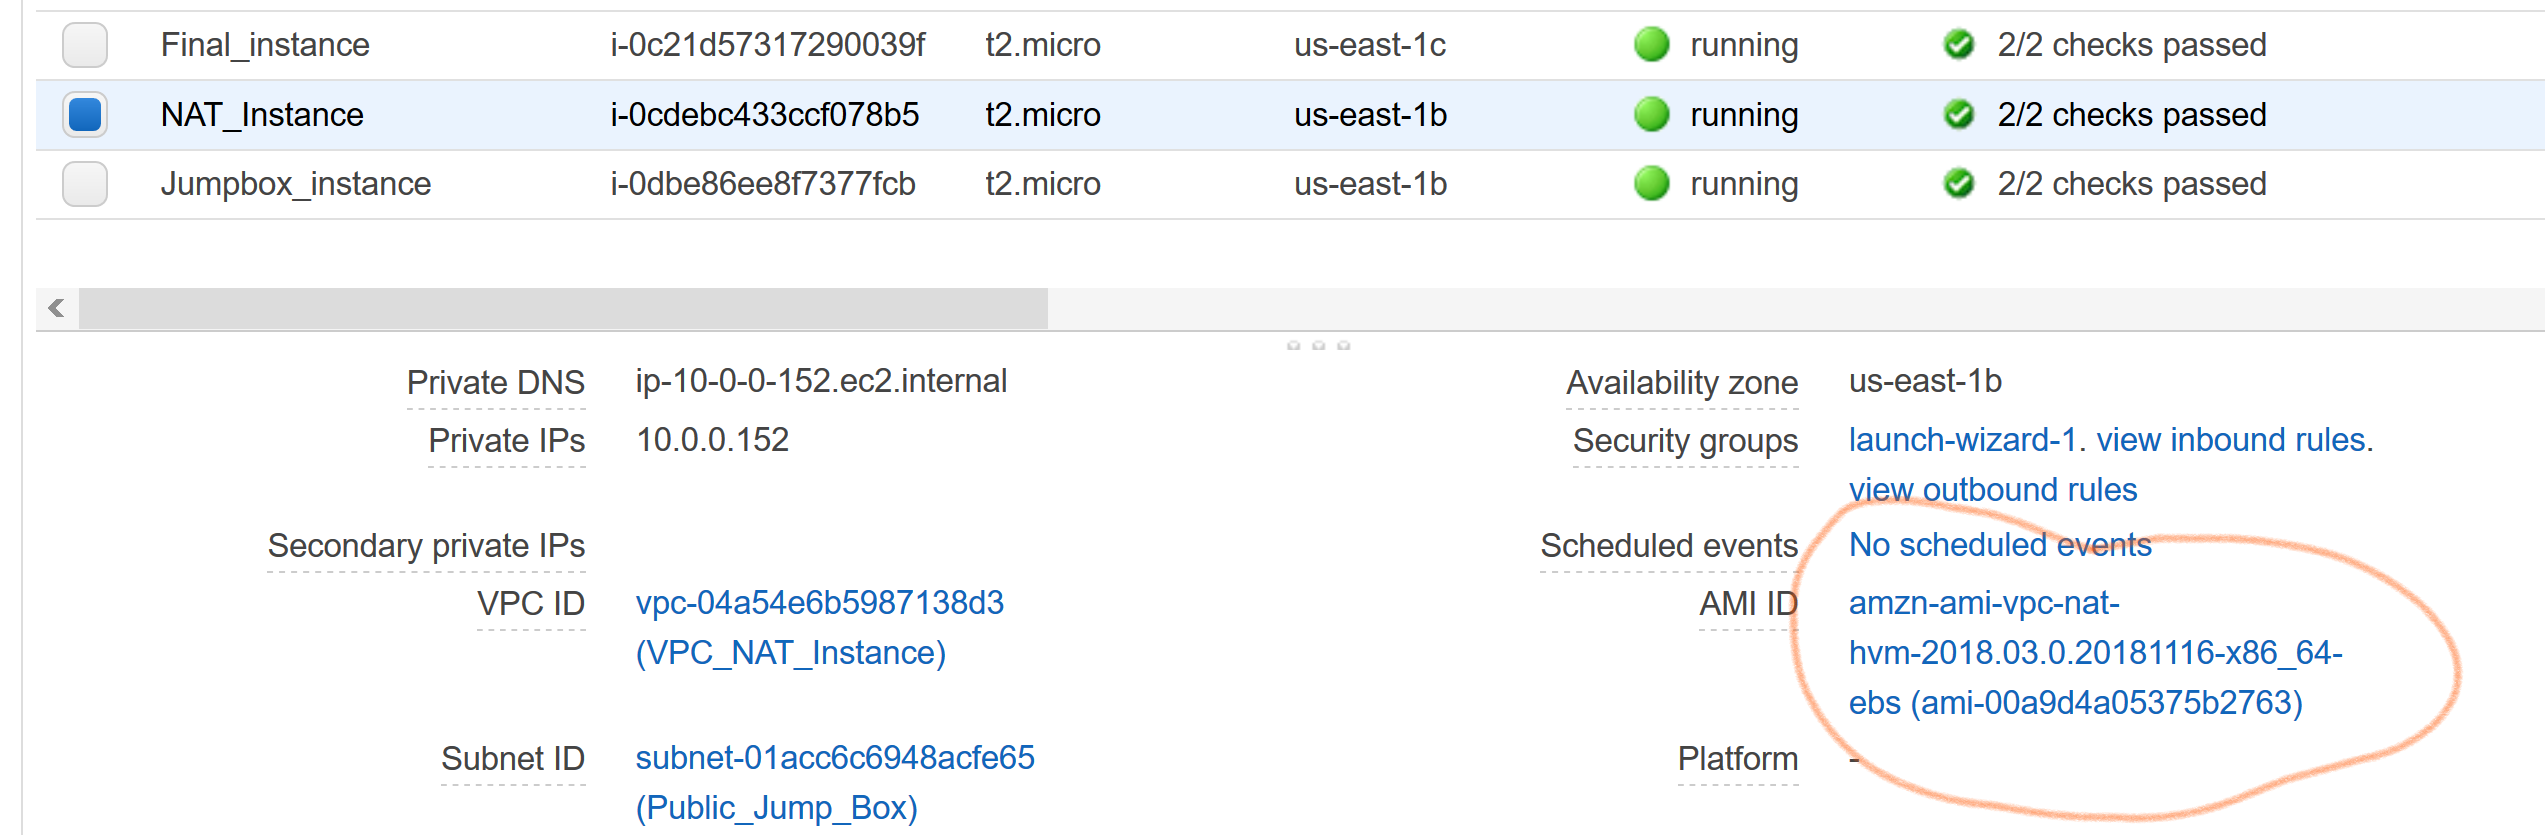 Final_instance i-0c21d57317290039f t2.micro us-east-1c running 2/2 checks passed
NAT_Instance i-0cdebc433ccf078b5 t2.micro us-east-1b running 2/2 checks passed
Jumpbox_instance i-0dbe86ee8f7377fcb t2.micro us-east-1b running 2/2 checks passed
Private DNS ip-10-0-0-152.ec2.internal
Private IPs 10.0.0.152
Secondary private IPs
VPC ID vpc-04a54e6b5987138d3
(VPC_NAT_Instance)
Subnet ID subnet-01acc6c6948acfe65
(Public_Jump_Box)
Availability zone us-east-1b
Security groups launch-wizard-1. view inbound rules.
view outbound rules
Scheduled events No scheduled events
AMI ID amzn-ami-vpc-nat-
hvm-2018.03.0.20181116-x86_64-
ebs (ami-00a9d4a05375b2763)
Platform -